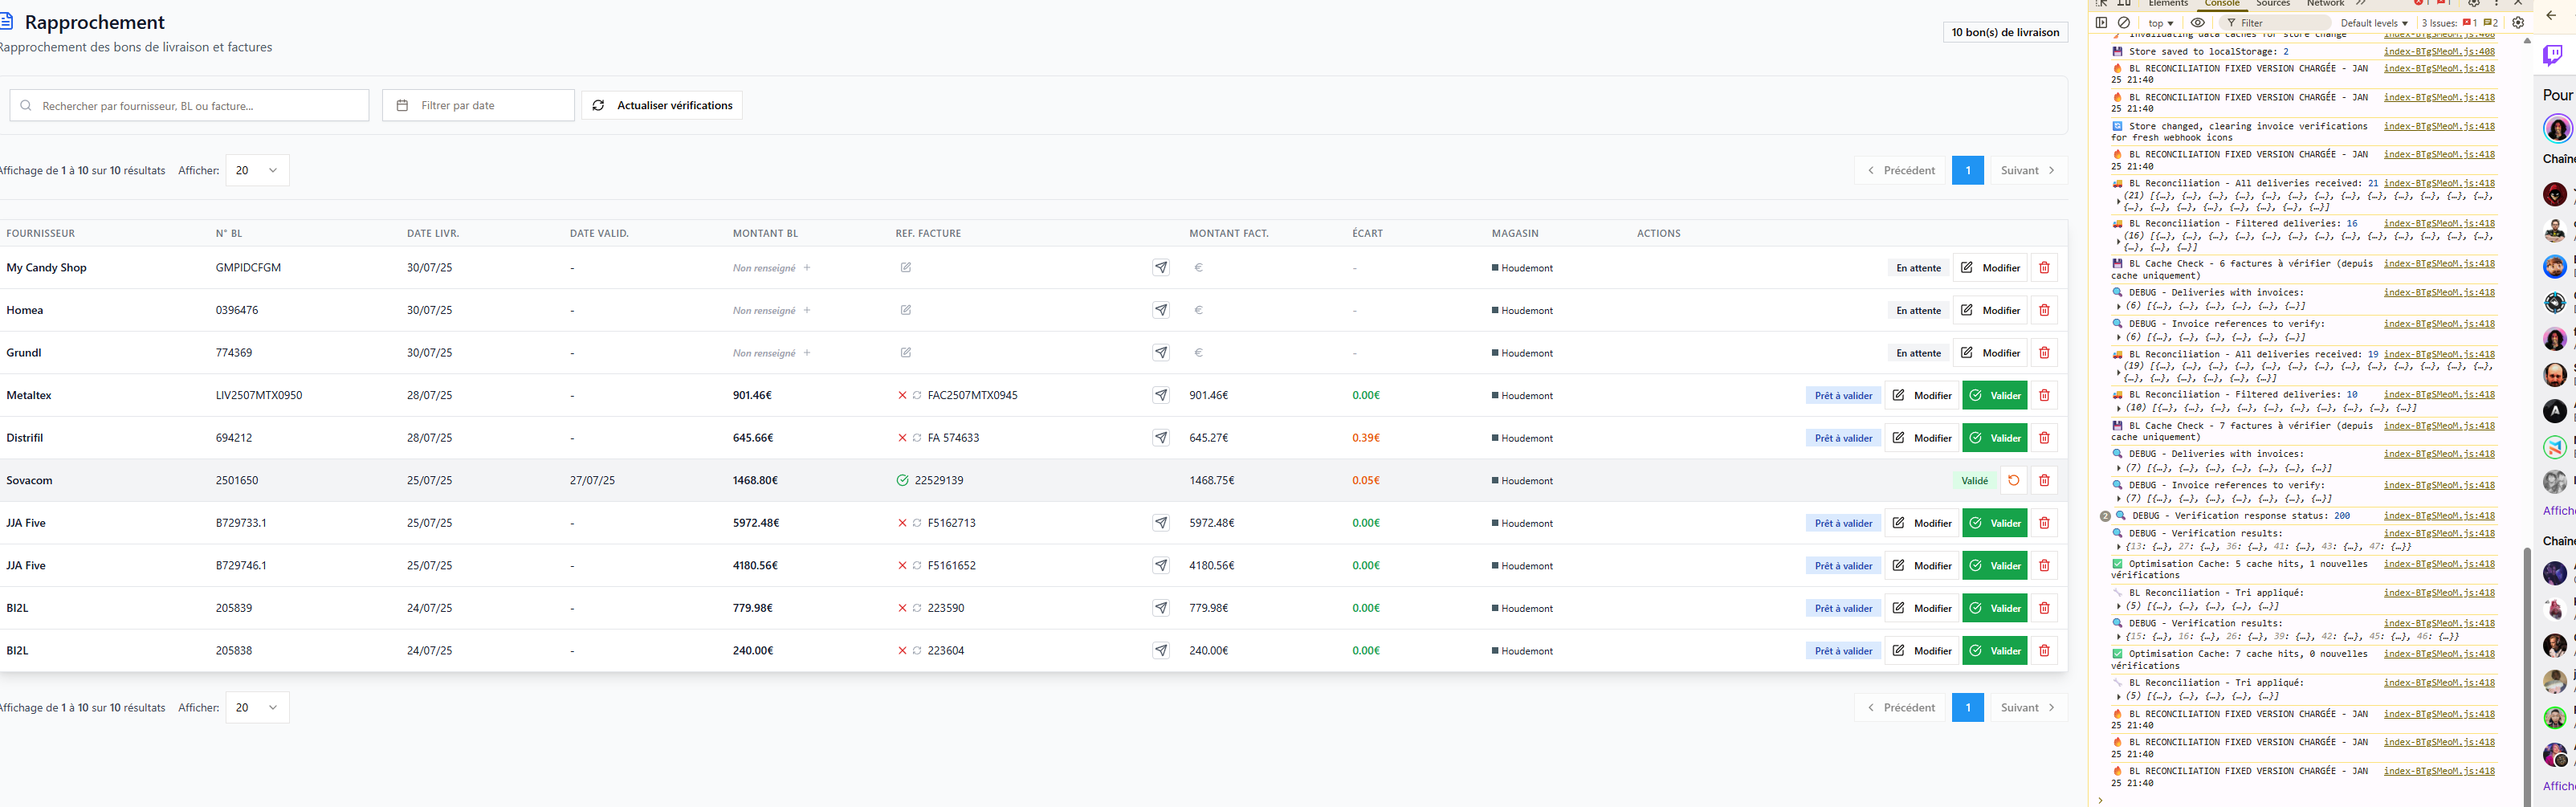 Rapprochement
Rapprochement des bons de livraison et factures
10 bon(s) de livraison
Rechercher par fournisseur, BL ou facture...
Filtrer par date
Actualiser vérifications
Affichage de 1 à 10 sur 10 résultats Afficher: 20
Précédent 1 Suivant
FOURNISSEUR N° BL DATE LIVR. DATE VALID. MONTANT BL REF. FACTURE MONTANT FACT. ÉCART MAGASIN ACTIONS
My Candy Shop GMPIDCFGM 30/07/25 - Non renseigné + € - Houdemont En attente Modifier
Homea 0396476 30/07/25 - Non renseigné + € - Houdemont En attente Modifier
Grundl 774369 30/07/25 - Non renseigné + € - Houdemont En attente Modifier
Metaltex LIV2507MTX0950 28/07/25 - 901.46€ FAC2507MTX0945 901.46€ 0.00€ Houdemont Prêt à valider Modifier Valider
Distrifil 694212 28/07/25 - 645.66€ FA 574633 645.27€ 0.39€ Houdemont Prêt à valider Modifier Valider
Sovacom 2501650 25/07/25 27/07/25 1468.80€ 22529139 1468.75€ 0.05€ Houdemont Validé
JJA Five B729733.1 25/07/25 - 5972.48€ F5162713 5972.48€ 0.00€ Houdemont Prêt à valider Modifier Valider
JJA Five B729746.1 25/07/25 - 4180.56€ F5161652 4180.56€ 0.00€ Houdemont Prêt à valider Modifier Valider
BI2L 205839 24/07/25 - 779.98€ 223590 779.98€ 0.00€ Houdemont Prêt à valider Modifier Valider
BI2L 205838 24/07/25 - 240.00€ 223604 240.00€ 0.00€ Houdemont Prêt à valider Modifier Valider
Affichage de 1 à 10 sur 10 résultats Afficher: 20
Précédent 1 Suivant
Elements Console Sources Network
top Filter Default levels 3 Issues: 1 2
Invalidating data caches for store change index-BTgSMeoM.js:408
Store saved to localStorage: 2 index-BTgSMeoM.js:408
BL RECONCILIATION FIXED VERSION CHARGÉE - JAN index-BTgSMeoM.js:418
25 21:40
BL RECONCILIATION FIXED VERSION CHARGÉE - JAN index-BTgSMeoM.js:418
25 21:40
Store changed, clearing invoice verifications index-BTgSMeoM.js:418
for fresh webhook icons
BL RECONCILIATION FIXED VERSION CHARGÉE - JAN index-BTgSMeoM.js:418
25 21:40
BL Reconciliation - All deliveries received: 21 index-BTgSMeoM.js:418
(21) [{…}, {…}, {…}, {…}, {…}, {…}, {…}, {…}, {…}, {…}, {…}, {…}, {…}, {…},
{…}, {…}, {…}, {…}, {…}, {…}, {…}]
BL Reconciliation - Filtered deliveries: 16 index-BTgSMeoM.js:418
(16) [{…}, {…}, {…}, {…}, {…}, {…}, {…}, {…}, {…}, {…}, {…}, {…}, {…},
{…}, {…}, {…}]
BL Cache Check - 6 factures à vérifier (depuis index-BTgSMeoM.js:418
cache uniquement)
DEBUG - Deliveries with invoices: index-BTgSMeoM.js:418
(6) [{…}, {…}, {…}, {…}, {…}, {…}]
DEBUG - Invoice references to verify: index-BTgSMeoM.js:418
(6) [{…}, {…}, {…}, {…}, {…}, {…}]
BL Reconciliation - All deliveries received: 19 index-BTgSMeoM.js:418
(19) [{…}, {…}, {…}, {…}, {…}, {…}, {…}, {…}, {…}, {…}, {…}, {…}, {…},
{…}, {…}, {…}, {…}, {…}, {…}]
BL Reconciliation - Filtered deliveries: 10 index-BTgSMeoM.js:418
(10) [{…}, {…}, {…}, {…}, {…}, {…}, {…}, {…}, {…}, {…}]
BL Cache Check - 7 factures à vérifier (depuis index-BTgSMeoM.js:418
cache uniquement)
DEBUG - Deliveries with invoices: index-BTgSMeoM.js:418
(7) [{…}, {…}, {…}, {…}, {…}, {…}, {…}]
DEBUG - Invoice references to verify: index-BTgSMeoM.js:418
(7) [{…}, {…}, {…}, {…}, {…}, {…}, {…}]
2 DEBUG - Verification response status: 200 index-BTgSMeoM.js:418
DEBUG - Verification results: index-BTgSMeoM.js:418
{13: {…}, 27: {…}, 36: {…}, 41: {…}, 43: {…}, 47: {…}}
Optimisation Cache: 5 cache hits, 1 nouvelles index-BTgSMeoM.js:418
vérifications
BL Reconciliation - Tri appliqué: index-BTgSMeoM.js:418
(5) [{…}, {…}, {…}, {…}, {…}]
DEBUG - Verification results: index-BTgSMeoM.js:418
{15: {…}, 16: {…}, 26: {…}, 39: {…}, 42: {…}, 45: {…}, 46: {…}}
Optimisation Cache: 7 cache hits, 0 nouvelles index-BTgSMeoM.js:418
vérifications
BL Reconciliation - Tri appliqué: index-BTgSMeoM.js:418
(5) [{…}, {…}, {…}, {…}, {…}]
BL RECONCILIATION FIXED VERSION CHARGÉE - JAN index-BTgSMeoM.js:418
25 21:40
BL RECONCILIATION FIXED VERSION CHARGÉE - JAN index-BTgSMeoM.js:418
25 21:40
BL RECONCILIATION FIXED VERSION CHARGÉE - JAN index-BTgSMeoM.js:418
25 21:40
Pour
Chaîne
Affiche
Chaîne
Affiche